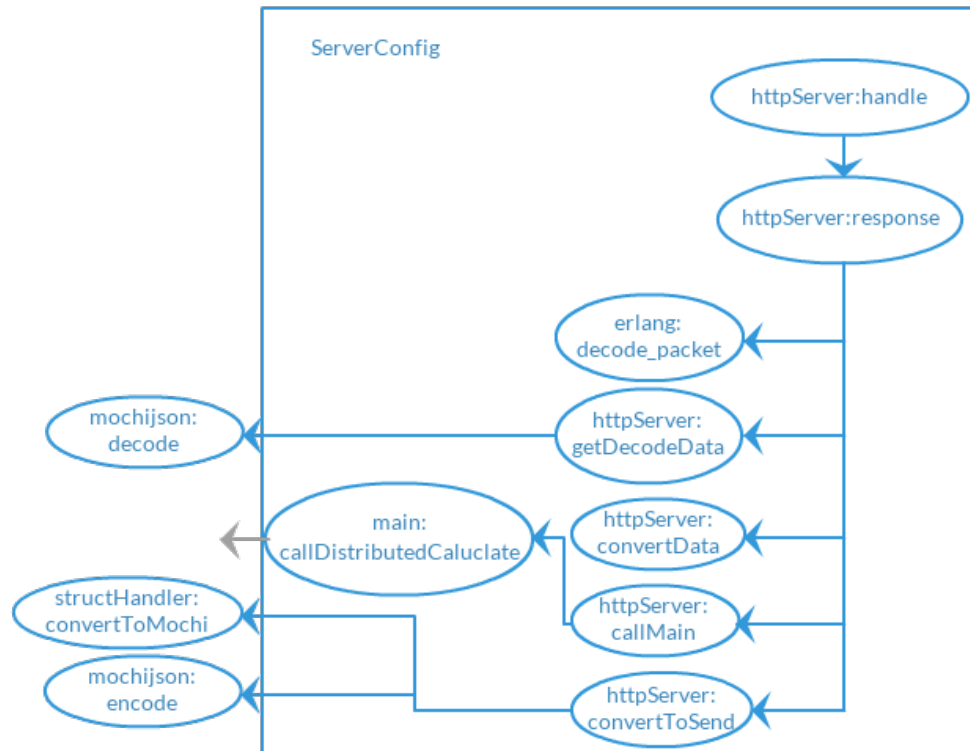 ServerConfig
httpServer:handle
httpServer:response
erlang:
decode_packet
mochijson:
decode
httpServer:
getDecodeData
main:
callDistributedCaluclate
httpServer:
convertData
structHandler:
convertToMochi
httpServer:
callMain
mochijson:
encode
httpServer:
convertToSend